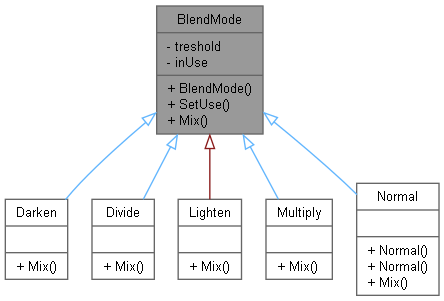 BlendMode
- treshold
- inUse
+ BlendMode()
+ SetUse()
+ Mix()
Darken
+ Mix()
Divide
+ Mix()
Lighten
+ Mix()
Multiply
+ Mix()
Normal
+ Normal()
+ Normal()
+ Mix()